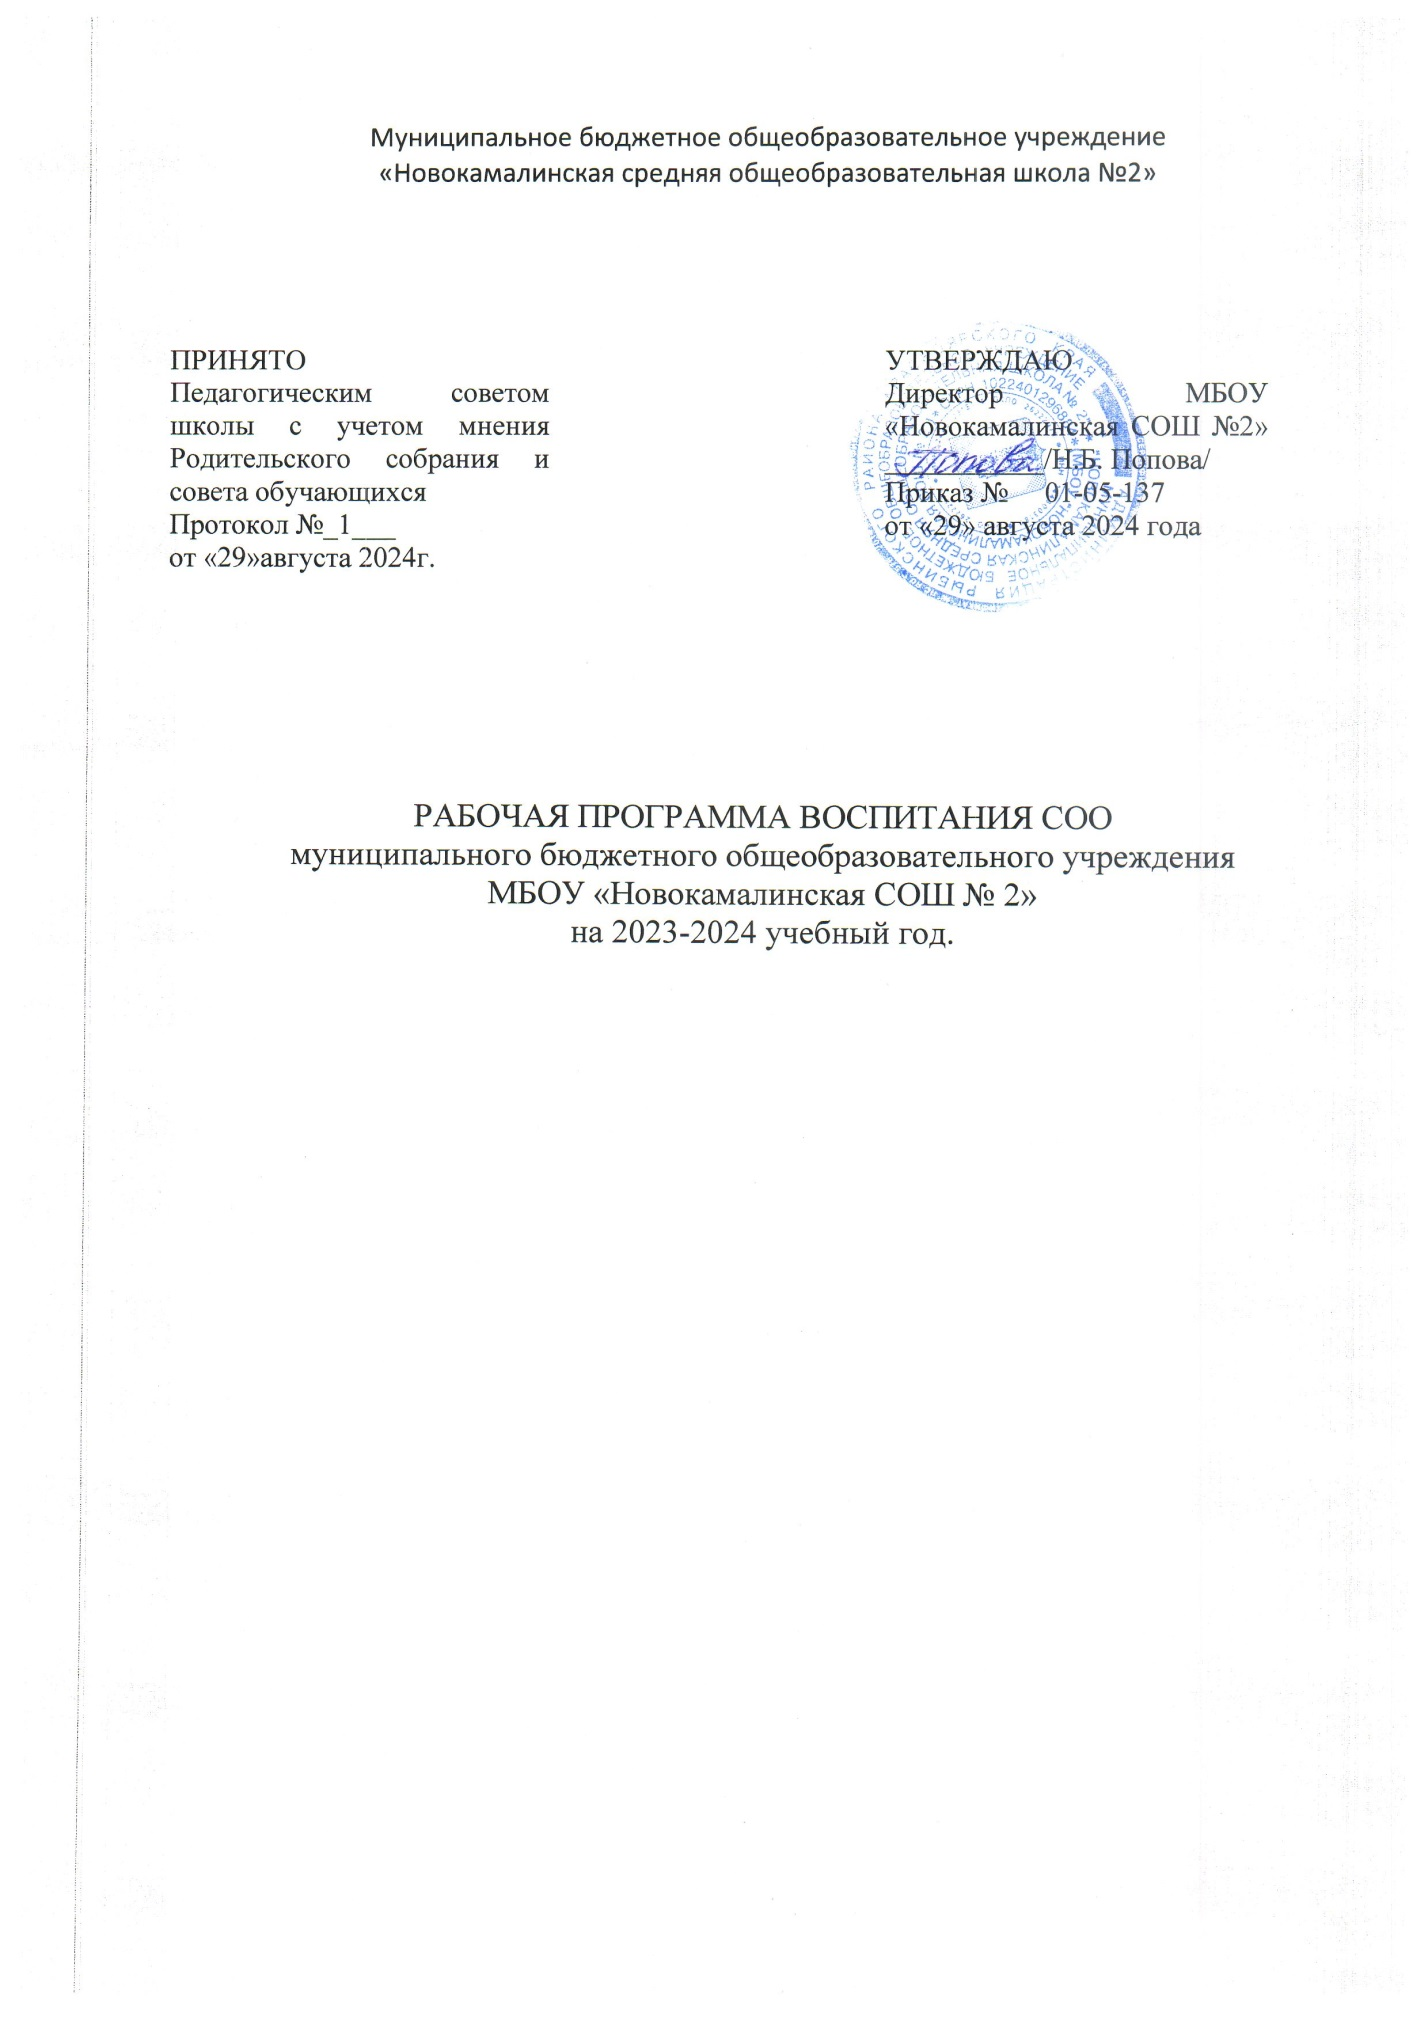 Муниципальное бюджетное общеобразовательное учреждение
«Новокамалинская средняя общеобразовательная школа №2»
ПРИНЯТО
Педагогическим советом
школы с учетом мнения
Родительского собрания и
совета обучающихся
Протокол №_1___
от «29»августа 2024г.
УТВЕРЖДАЮ
Директор МБОУ
«Новокамалинская СОШ №2»
Попова /Н.Б. Попова/
Приказ № 01-05-137
от «29» августа 2024 года
РАБОЧАЯ ПРОГРАММА ВОСПИТАНИЯ СОО
муниципального бюджетного общеобразовательного учреждения
МБОУ «Новокамалинская СОШ № 2»
на 2023-2024 учебный год.